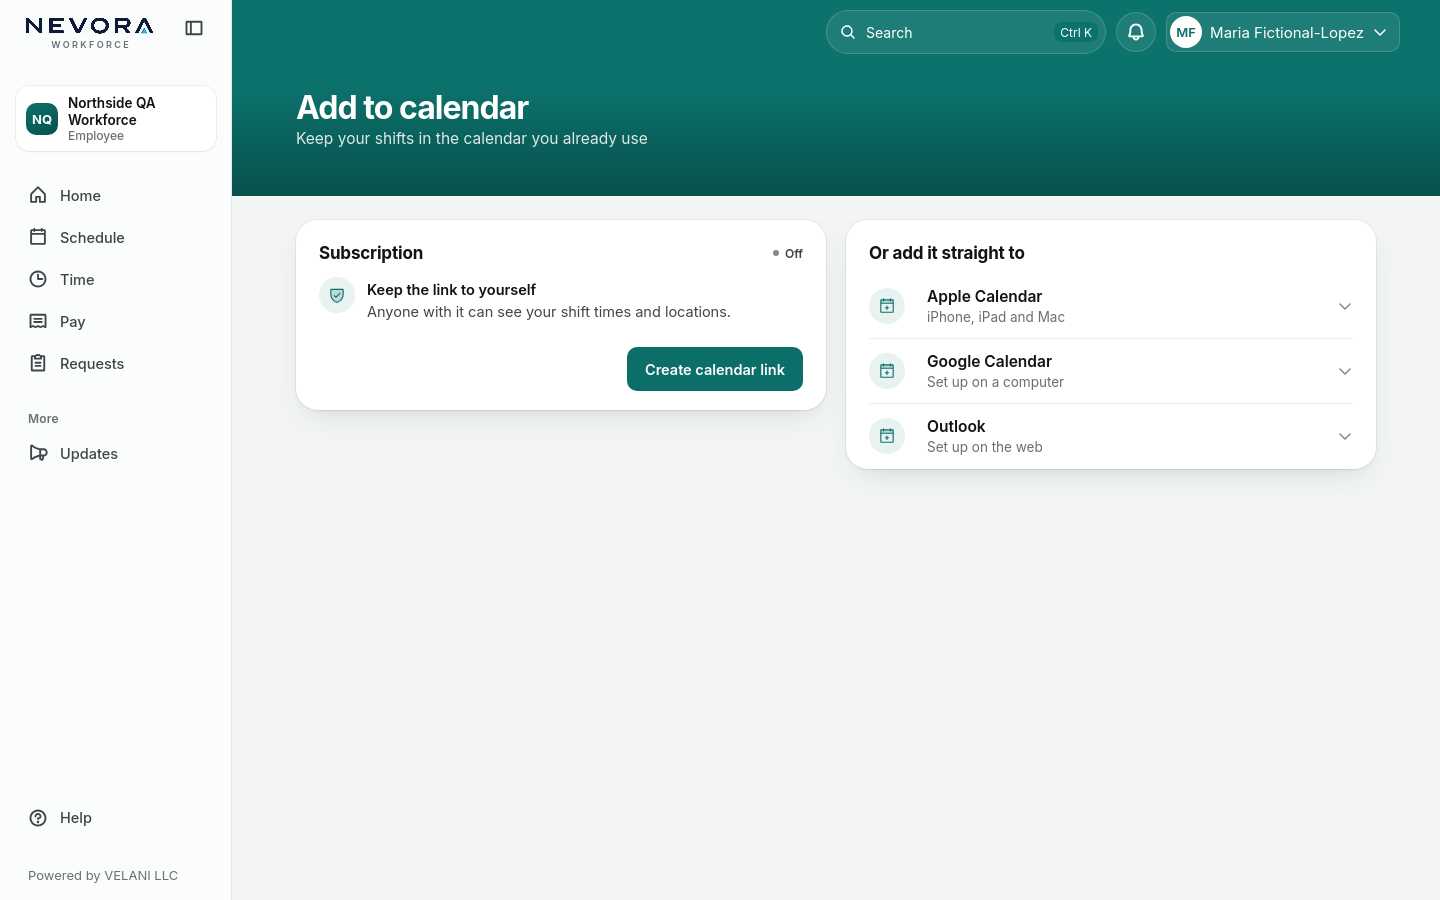 NEVORA
WORKFORCE
Search
Ctrl K
MF
Maria Fictional-Lopez
NQ
Northside QA
Workforce
Employee
Home
Schedule
Time
Pay
Requests
More
Updates
Help
Powered by VELANI LLC
Add to calendar
Keep your shifts in the calendar you already use
Subscription
Off
Keep the link to yourself
Anyone with it can see your shift times and locations.
Create calendar link
Or add it straight to
Apple Calendar
iPhone, iPad and Mac
Google Calendar
Set up on a computer
Outlook
Set up on the web